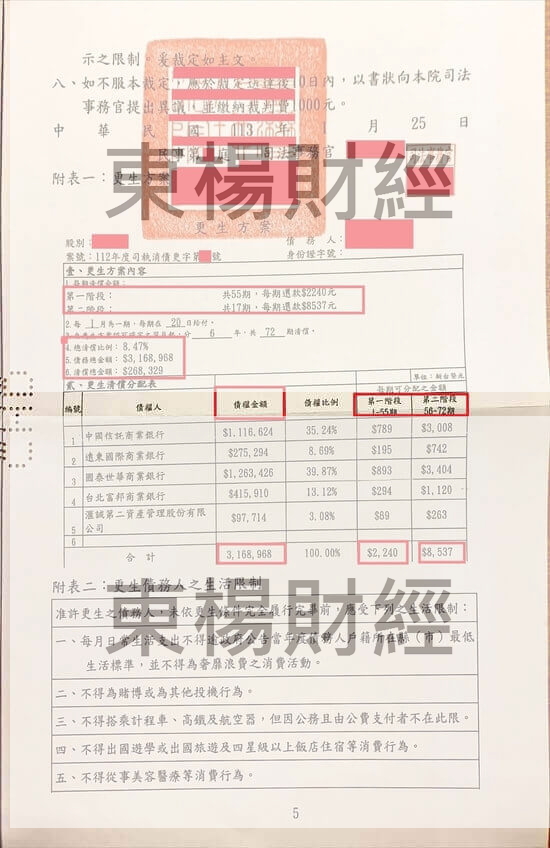 示之限制。爰裁定如主文。
八、如不服本裁定,應於裁定送達後10日內,以書狀向本院司法
事務官提出異議,並繳納裁判費1000元。
中 華 民 國 113 年 1 月 25 日
民事第 庭 司法事務官
附表一:更生方案
東楊財經
更生方案
股別: 債務人:
案號:112年度司執消債更字第 號 身份證字號:
壹、更生方案內容
1.每期清償金額:
第一階段: 共55期,每期還款$2240元
第二階段: 共17期,每期還款$8537元
2.每 1 月為一期,每期在 20 日給付。
6 年,共 72 期清償。
4.總清償比例:8.47%
5.債務總金額:$3,168,968
6.清償總金額:$268,329
貳、更生清償分配表 單位:新台幣元
每期可分配之金額
編號 債權人 債權金額 債權比例 第一階段 1-55期 第二階段 56-72期
1 中國信託商業銀行 $1,116,624 35.24% $789 $3,008
2 遠東國際商業銀行 $275,294 8.69% $195 $742
3 國泰世華商業銀行 $1,263,426 39.87% $893 $3,404
4 台北富邦商業銀行 $415,910 13.12% $294 $1,120
5 滙誠第二資產管理股份有限公司 $97,714 3.08% $69 $263
6
合 計 3,168,968 100.00% $2,240 $8,537
附表二:更生債務人之生活限制
東楊財經
准許更生之債務人,未依更生條件完全履行完畢前,應受下列之生活限制:
一、每月日常生活支出不得逾政府公告當年度債務人戶籍所在縣(市)最低
生活標準,並不得為奢靡浪費之消費活動。
二、不得為賭博或為其他投機行為。
三、不得搭乘計程車、高鐵及航空器,但因公務且由公費支付者不在此限。
四、不得出國遊學或出國旅遊及四星級以上飯店住宿等消費行為。
五、不得從事美容醫療等消費行為。
5